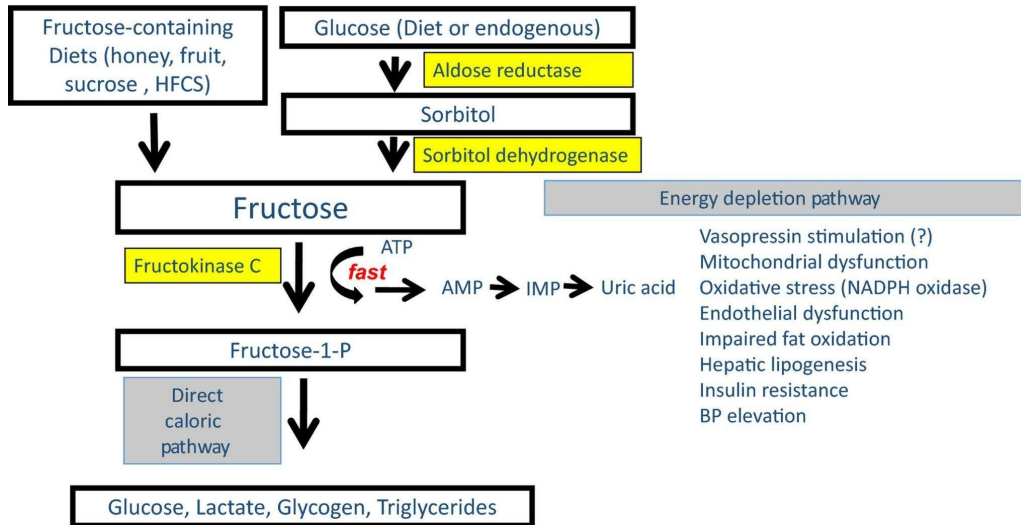 Fructose-containing
Diets (honey, fruit,
sucrose , HFCS)
Glucose (Diet or endogenous)
Aldose reductase
Sorbitol
Sorbitol dehydrogenase
Fructose
Energy depletion pathway
Fructokinase C
ATP
fast
AMP
IMP
Uric acid
Vasopressin stimulation (?)
Mitochondrial dysfunction
Oxidative stress (NADPH oxidase)
Endothelial dysfunction
Impaired fat oxidation
Hepatic lipogenesis
Insulin resistance
BP elevation
Fructose-1-P
Direct
caloric
pathway
Glucose, Lactate, Glycogen, Triglycerides